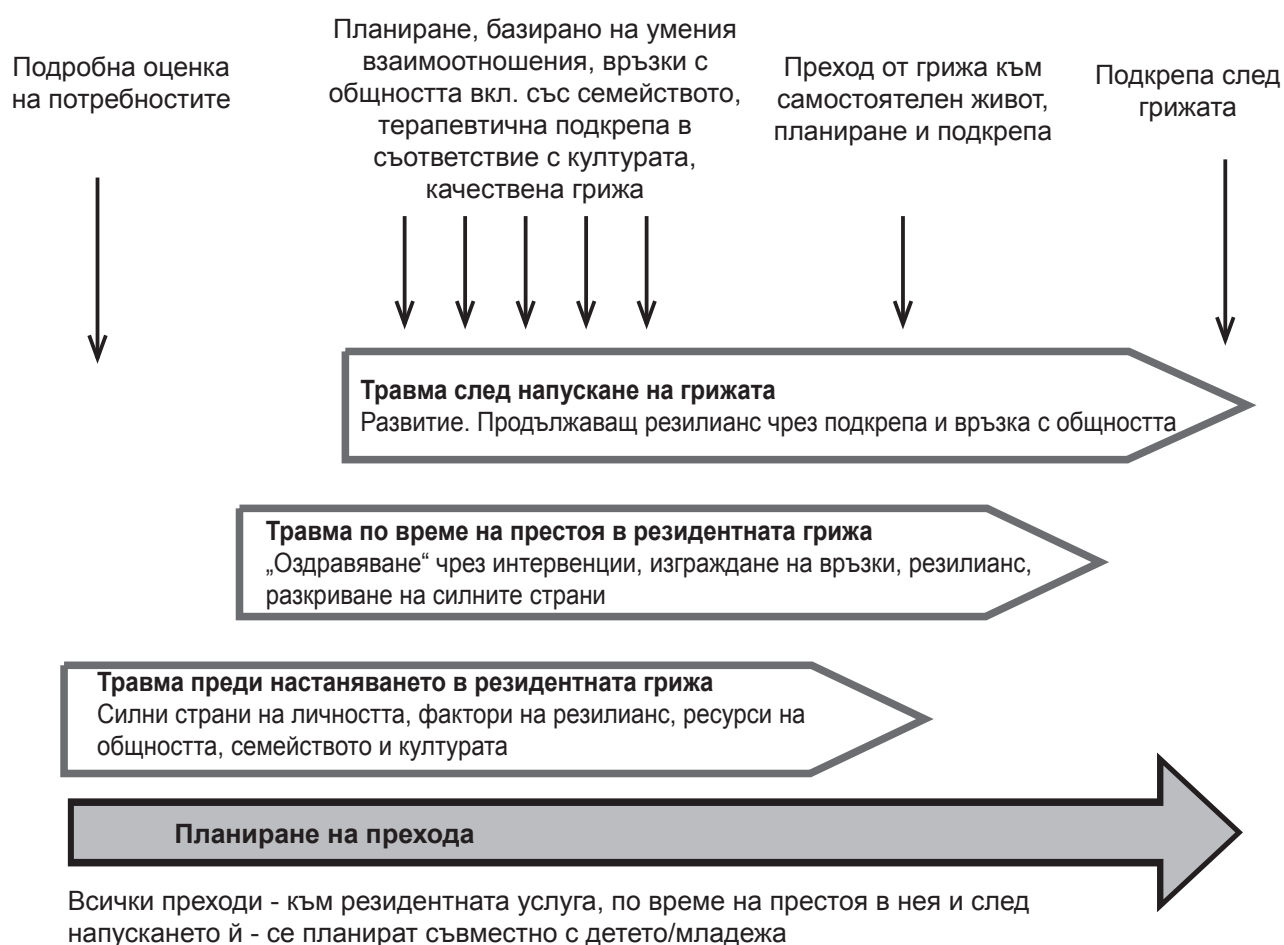 Подробна оценка
на потребностите
Планиране, базирано на умения
взаимоотношения, връзки с
общността вкл. със семейството,
терапевтична подкрепа в
съответствие с културата,
качествена грижа
Преход от грижа към
самостоятелен живот,
планиране и подкрепа
Подкрепа след
грижата
Травма след напускане на грижата
Развитие. Продължаващ резилианс чрез подкрепа и връзка с общността
Травма по време на престоя в резидентната грижа
„Оздравяване“ чрез интервенции, изграждане на връзки, резилианс,
разкриване на силните страни
Травма преди настаняването в резидентната грижа
Силни страни на личността, фактори на резилианс, ресурси на
общността, семейството и културата
Планиране на прехода
Всички преходи - към резидентната услуга, по време на престоя в нея и след
напускането й - се планират съвместно с детето/младежа